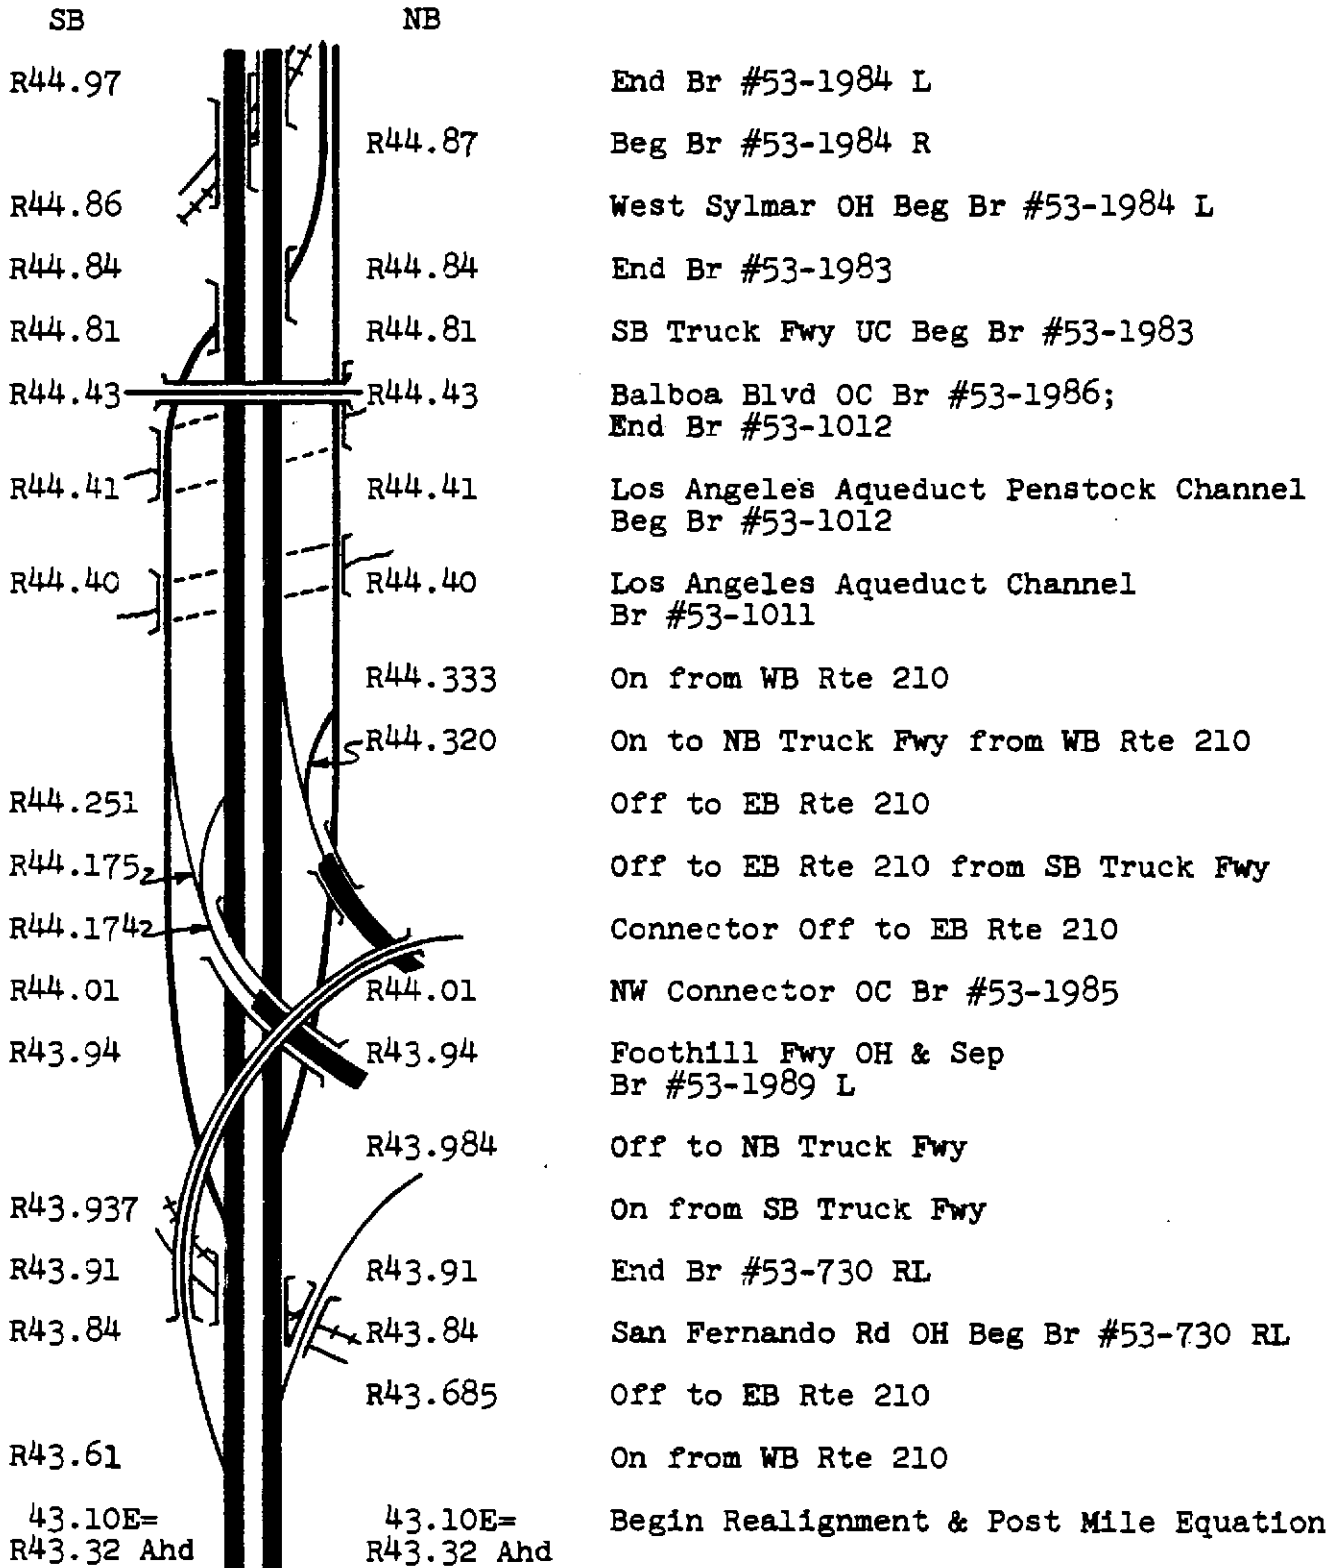 SB NB
R44.97 End Br #53-1984 L
R44.87 Beg Br #53-1984 R
R44.86 West Sylmar OH Beg Br #53-1984 L
R44.84 R44.84 End Br #53-1983
R44.81 R44.81 SB Truck Fwy UC Beg Br #53-1983
R44.43 R44.43 Balboa Blvd OC Br #53-1986;
End Br #53-1012
R44.41 R44.41 Los Angeles Aqueduct Penstock Channel
Beg Br #53-1012
R44.40 R44.40 Los Angeles Aqueduct Channel
Br #53-1011
R44.333 On from WB Rte 210
R44.320 On to NB Truck Fwy from WB Rte 210
R44.251 Off to EB Rte 210
R44.175 Off to EB Rte 210 from SB Truck Fwy
R44.174 Connector Off to EB Rte 210
R44.01 R44.01 NW Connector OC Br #53-1985
R43.94 R43.94 Foothill Fwy OH & Sep
Br #53-1989 L
R43.984 Off to NB Truck Fwy
R43.937 On from SB Truck Fwy
R43.91 R43.91 End Br #53-730 RL
R43.84 R43.84 San Fernando Rd OH Beg Br #53-730 RL
R43.685 Off to EB Rte 210
R43.61 On from WB Rte 210
43.10E= 43.10E= Begin Realignment & Post Mile Equation
R43.32 Ahd R43.32 Ahd